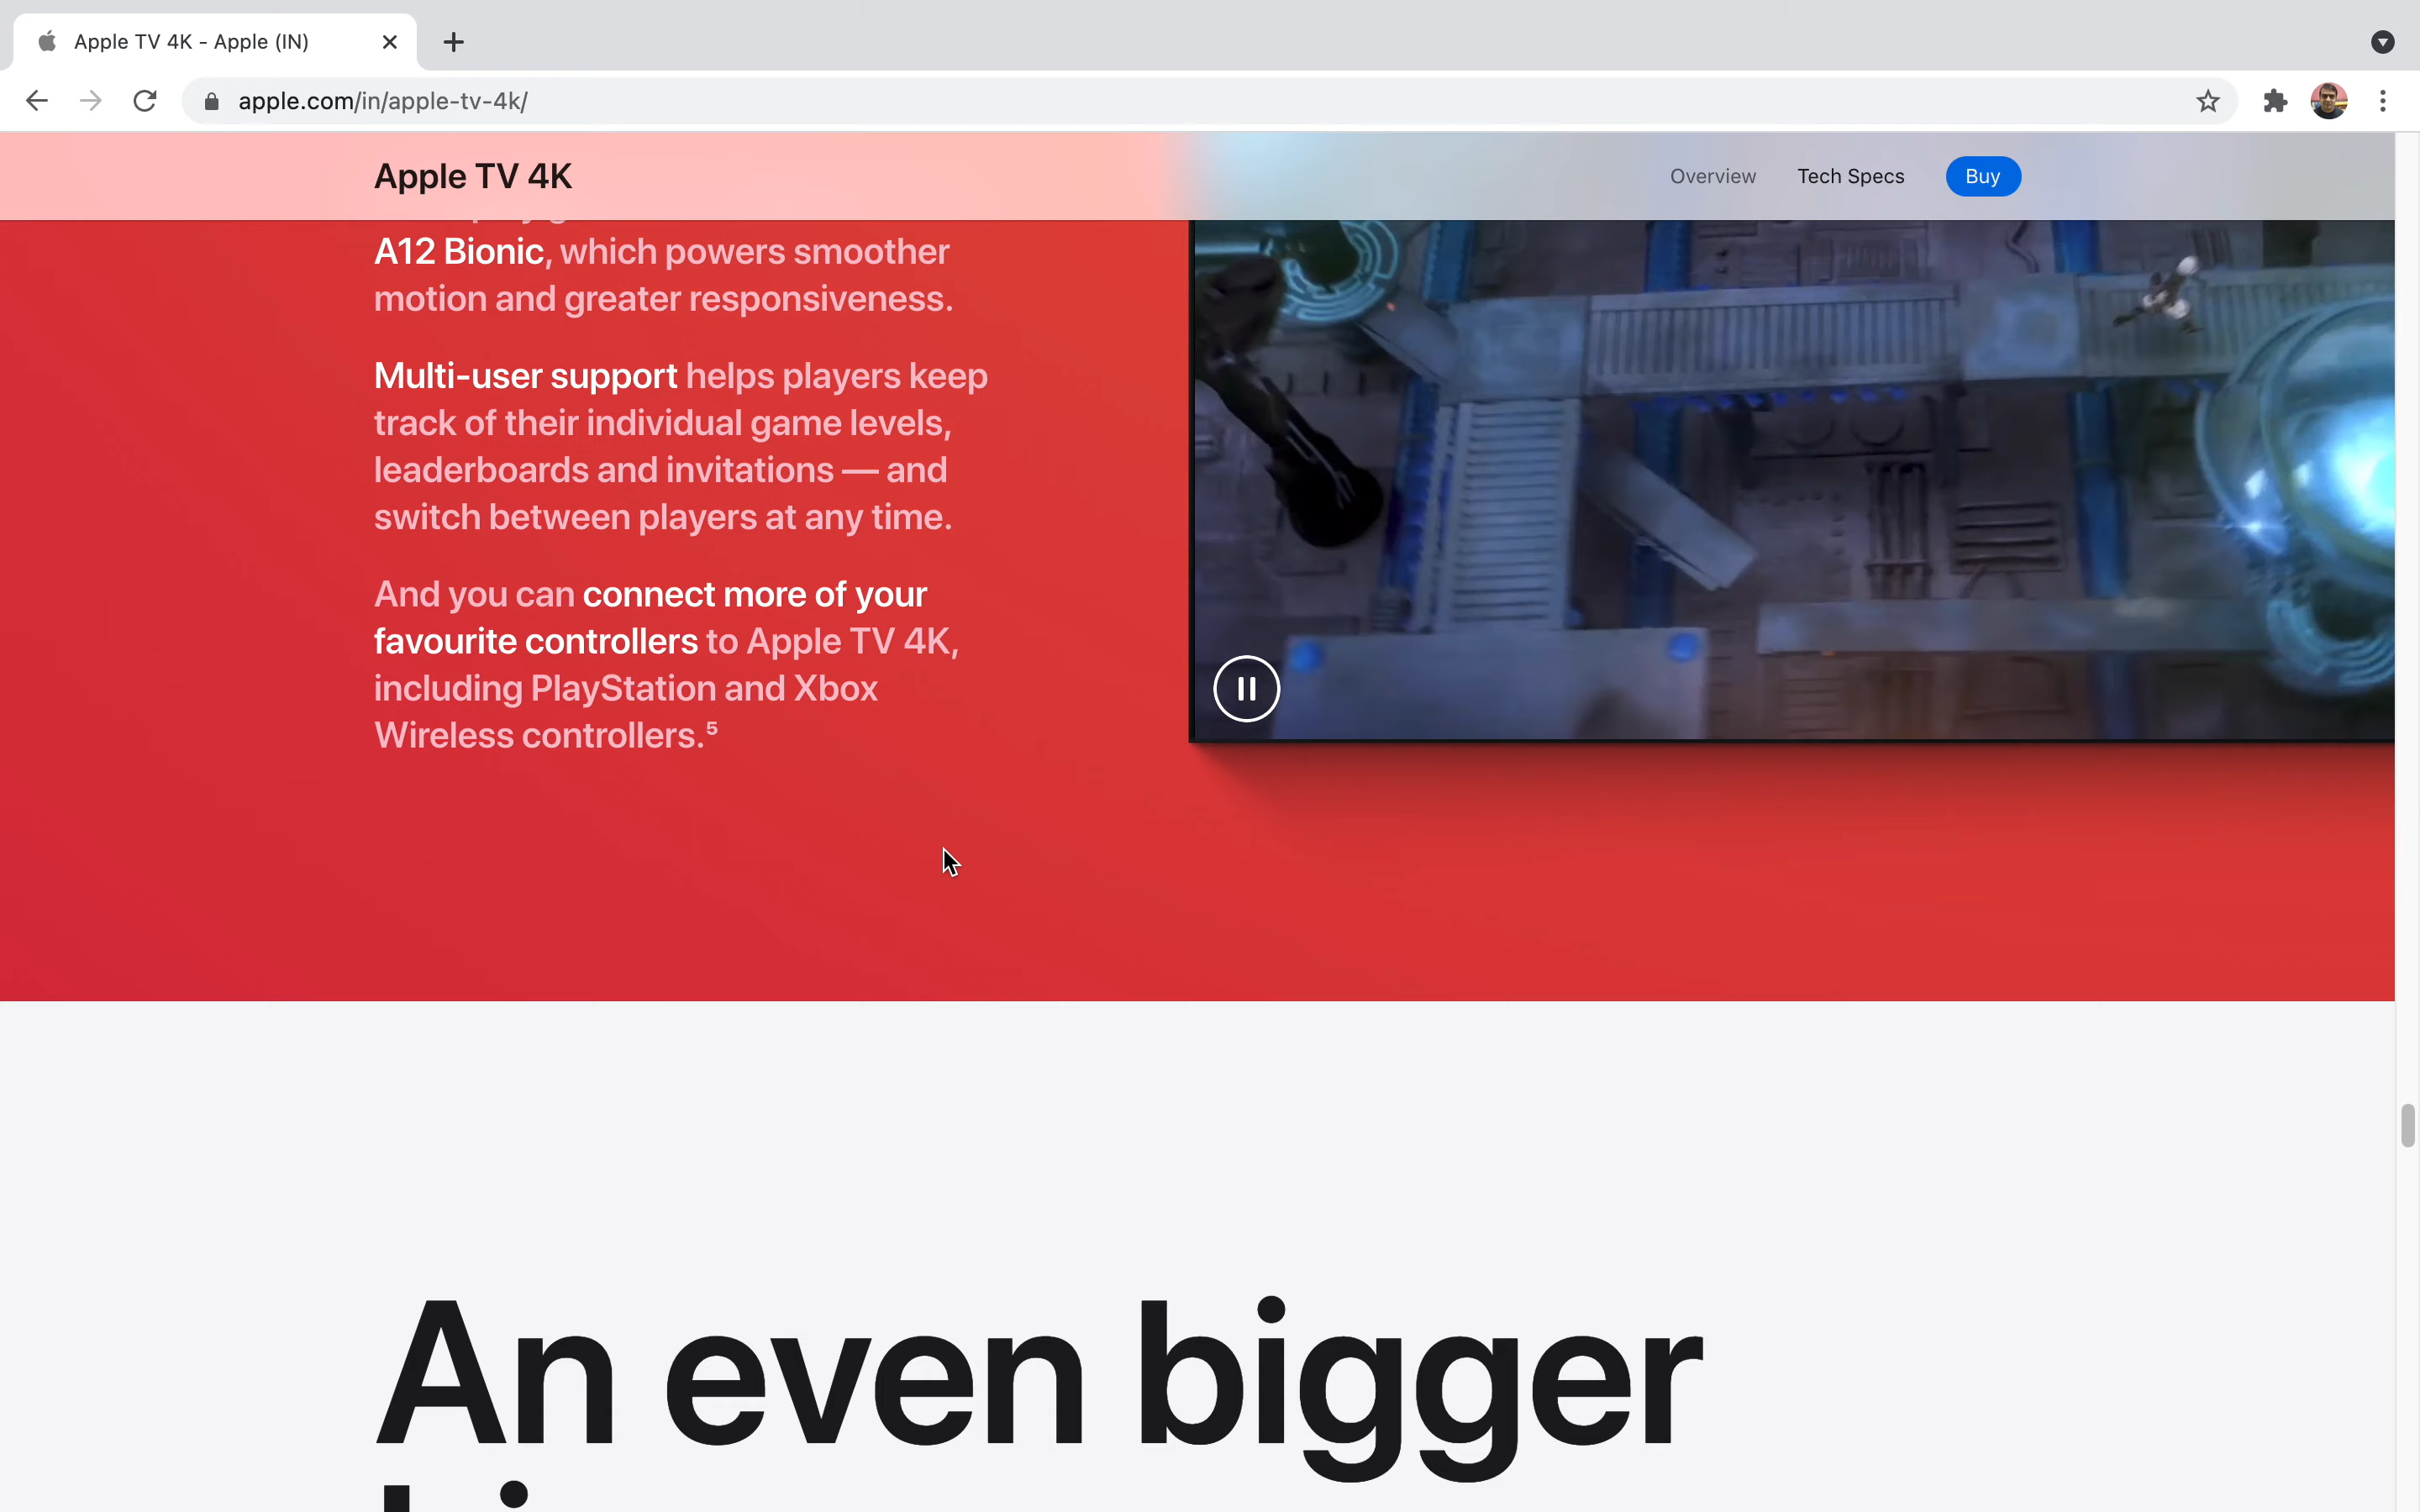 Apple TV 4K - Apple (IN)
apple.com/in/apple-tv-4k/
Apple TV 4K
Overview
Tech Specs
Buy
A12 Bionic, which powers smoother
motion and greater responsiveness.
Multi-user support helps players keep
track of their individual game levels,
leaderboards and invitations — and
switch between players at any time.
And you can connect more of your
favourite controllers to Apple TV 4K,
including PlayStation and Xbox
Wireless controllers.⁵
An even bigger